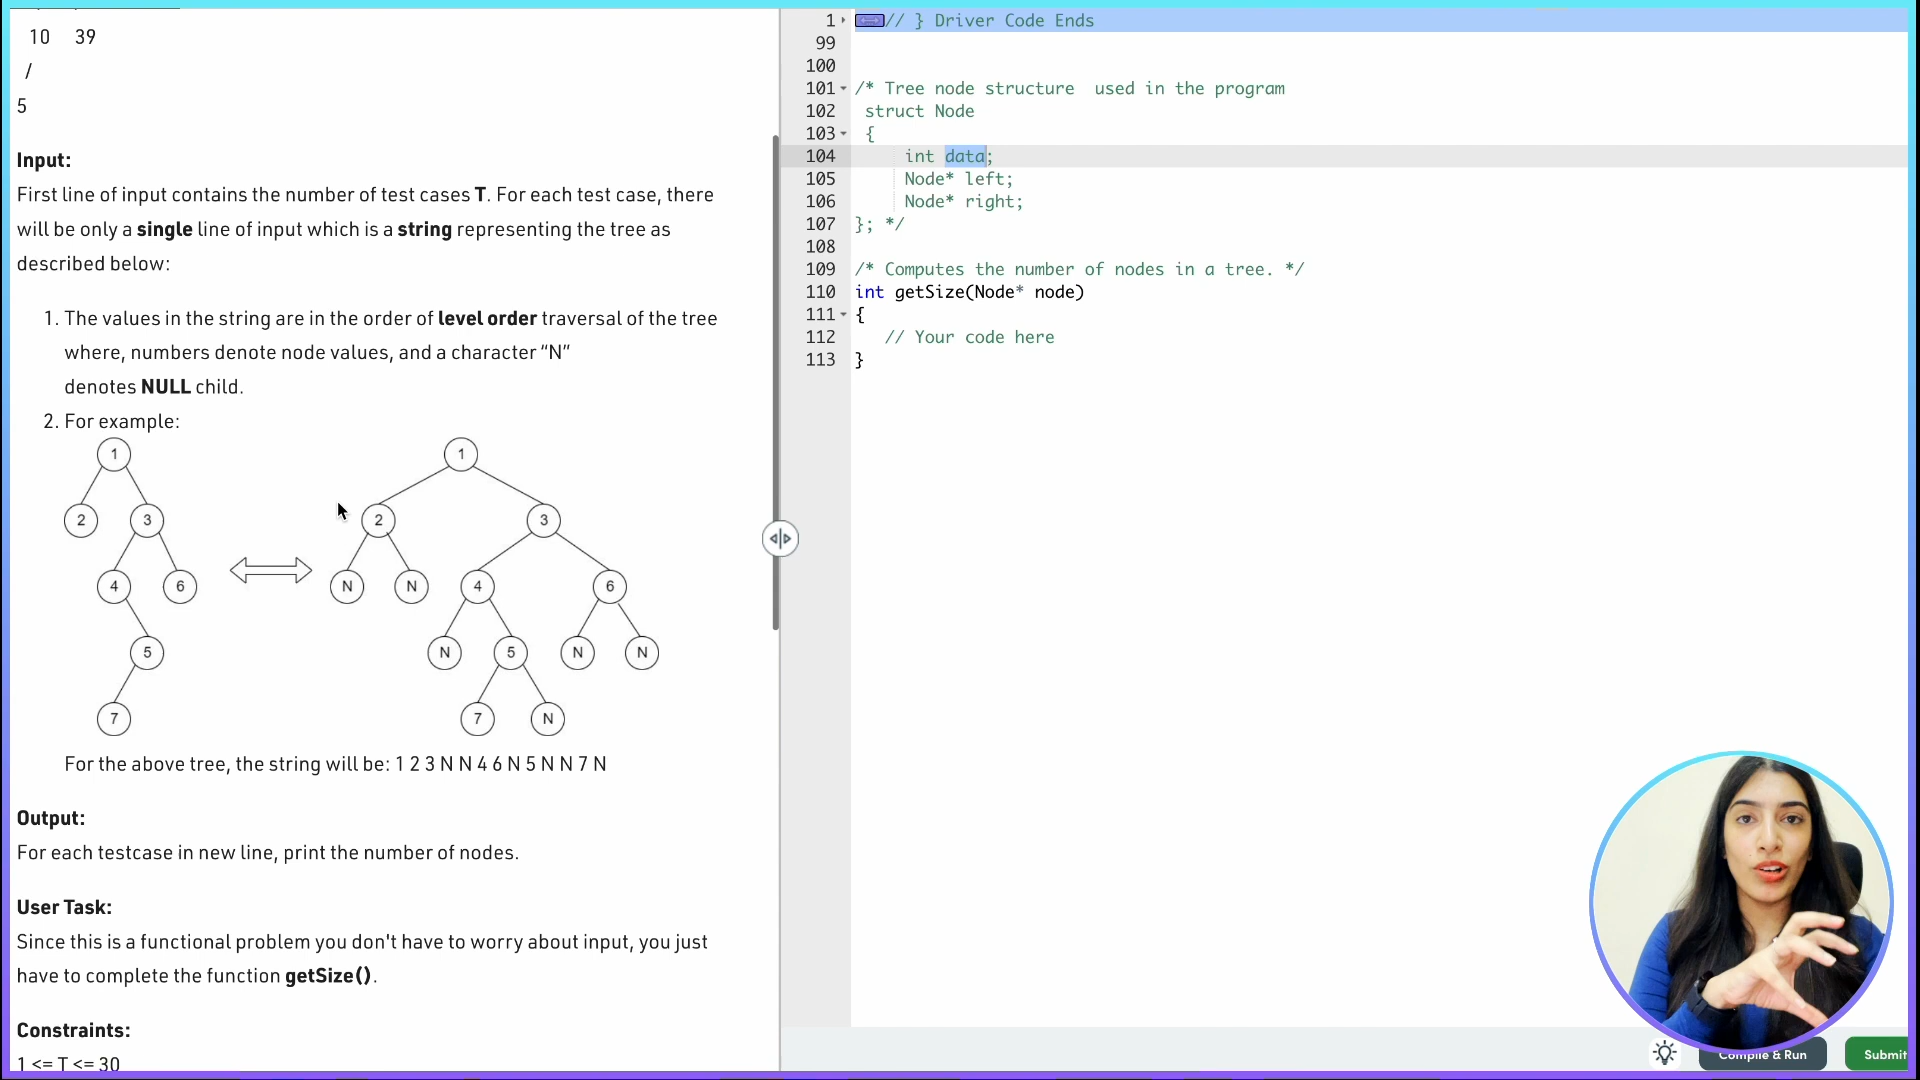 10 39
/
5
Input:
First line of input contains the number of test cases T. For each test case, there
will be only a single line of input which is a string representing the tree as
described below:
1. The values in the string are in the order of level order traversal of the tree
where, numbers denote node values, and a character “N”
denotes NULL child.
2. For example:
1
2 3
4 6
5
7
1
2 3
N N 4 6
N 5 N N
7 N
For the above tree, the string will be: 1 2 3 N N 4 6 N 5 N N 7 N
Output:
For each testcase in new line, print the number of nodes.
User Task:
Since this is a functional problem you don't have to worry about input, you just
have to complete the function getSize().
Constraints:
1 <= T <= 30
1 // } Driver Code Ends
99
100
101 /* Tree node structure  used in the program
102 struct Node
103 {
104 int data;
105 Node* left;
106 Node* right;
107 }; */
108
109 /* Computes the number of nodes in a tree. */
110 int getSize(Node* node)
111 {
112 // Your code here
113 }
Compile & Run
Submit